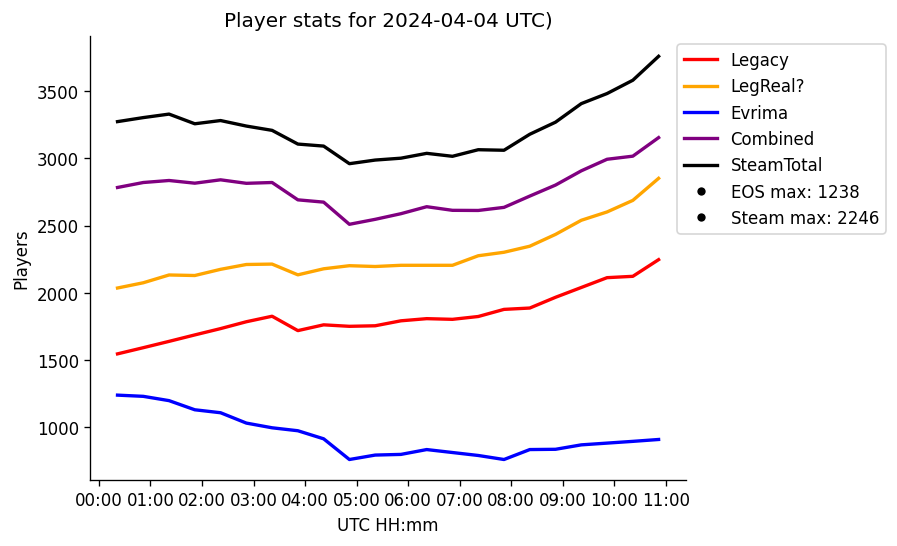 Player stats for 2024-04-04 UTC)
Legacy
LegReal?
Evrima
Combined
SteamTotal
EOS max: 1238
Steam max: 2246
Players
3500
3000
2500
2000
1500
1000
00:00 01:00 02:00 03:00 04:00 05:00 06:00 07:00 08:00 09:00 10:00 11:00
UTC HH:mm